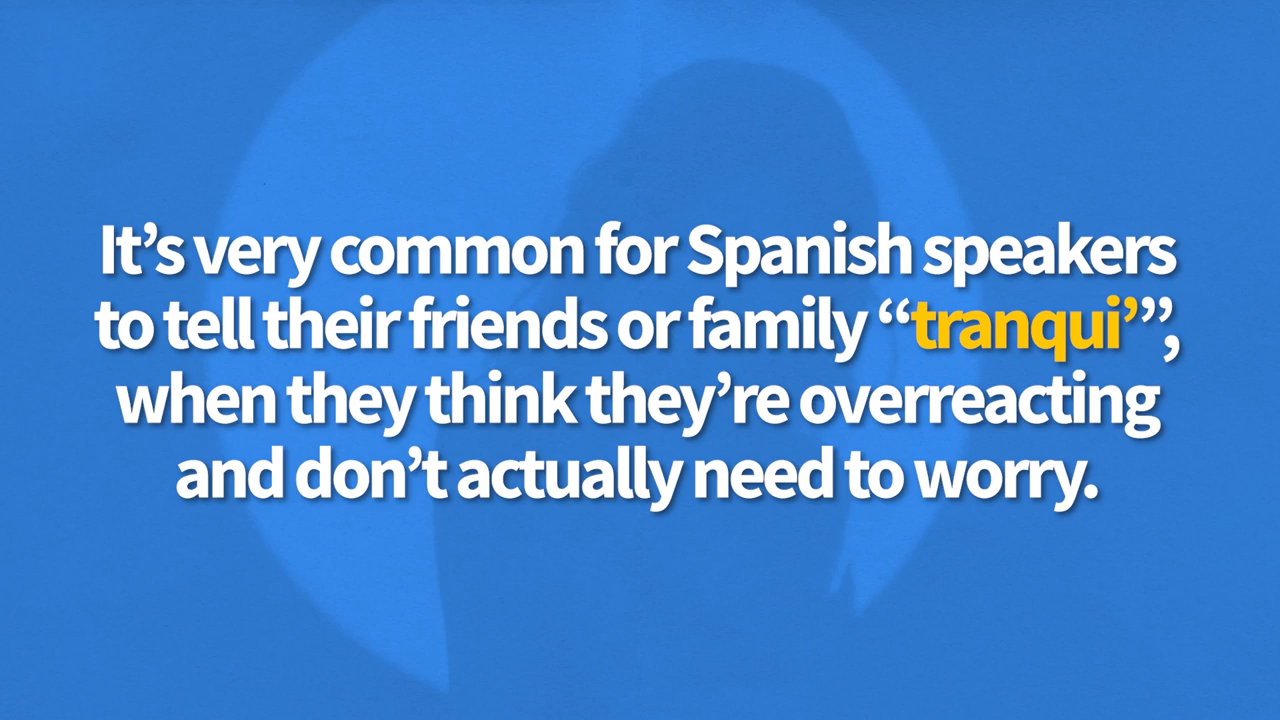 It’s very common for Spanish speakers
to tell their friends or family “tranqui’”,
when they think they’re overreacting
and don’t actually need to worry.